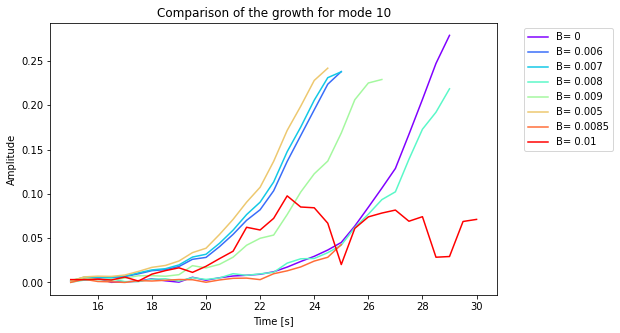 Comparison of the growth for mode 10
Amplitude
0.25
0.20
0.15
0.10
0.05
0.00
16
18
20
22
24
26
28
30
Time [s]
B= 0
B= 0.006
B= 0.007
B= 0.008
B= 0.009
B= 0.005
B= 0.0085
B= 0.01